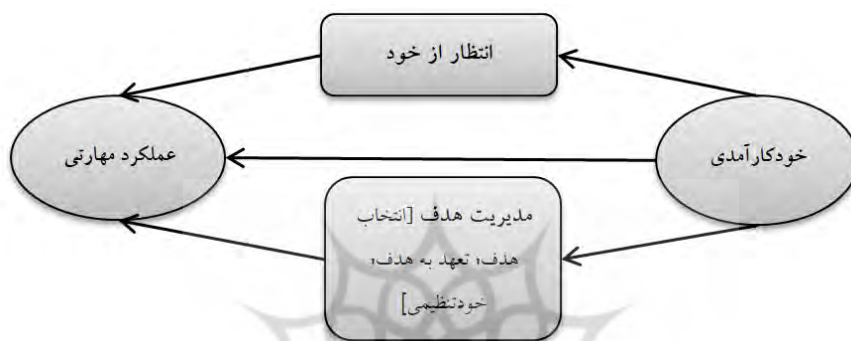 انتظار از خود
خودکارآمدی
عملکرد مهارتی
مدیریت هدف [انتخاب
هدف، تعهد به هدف،
خودتنظیمی]